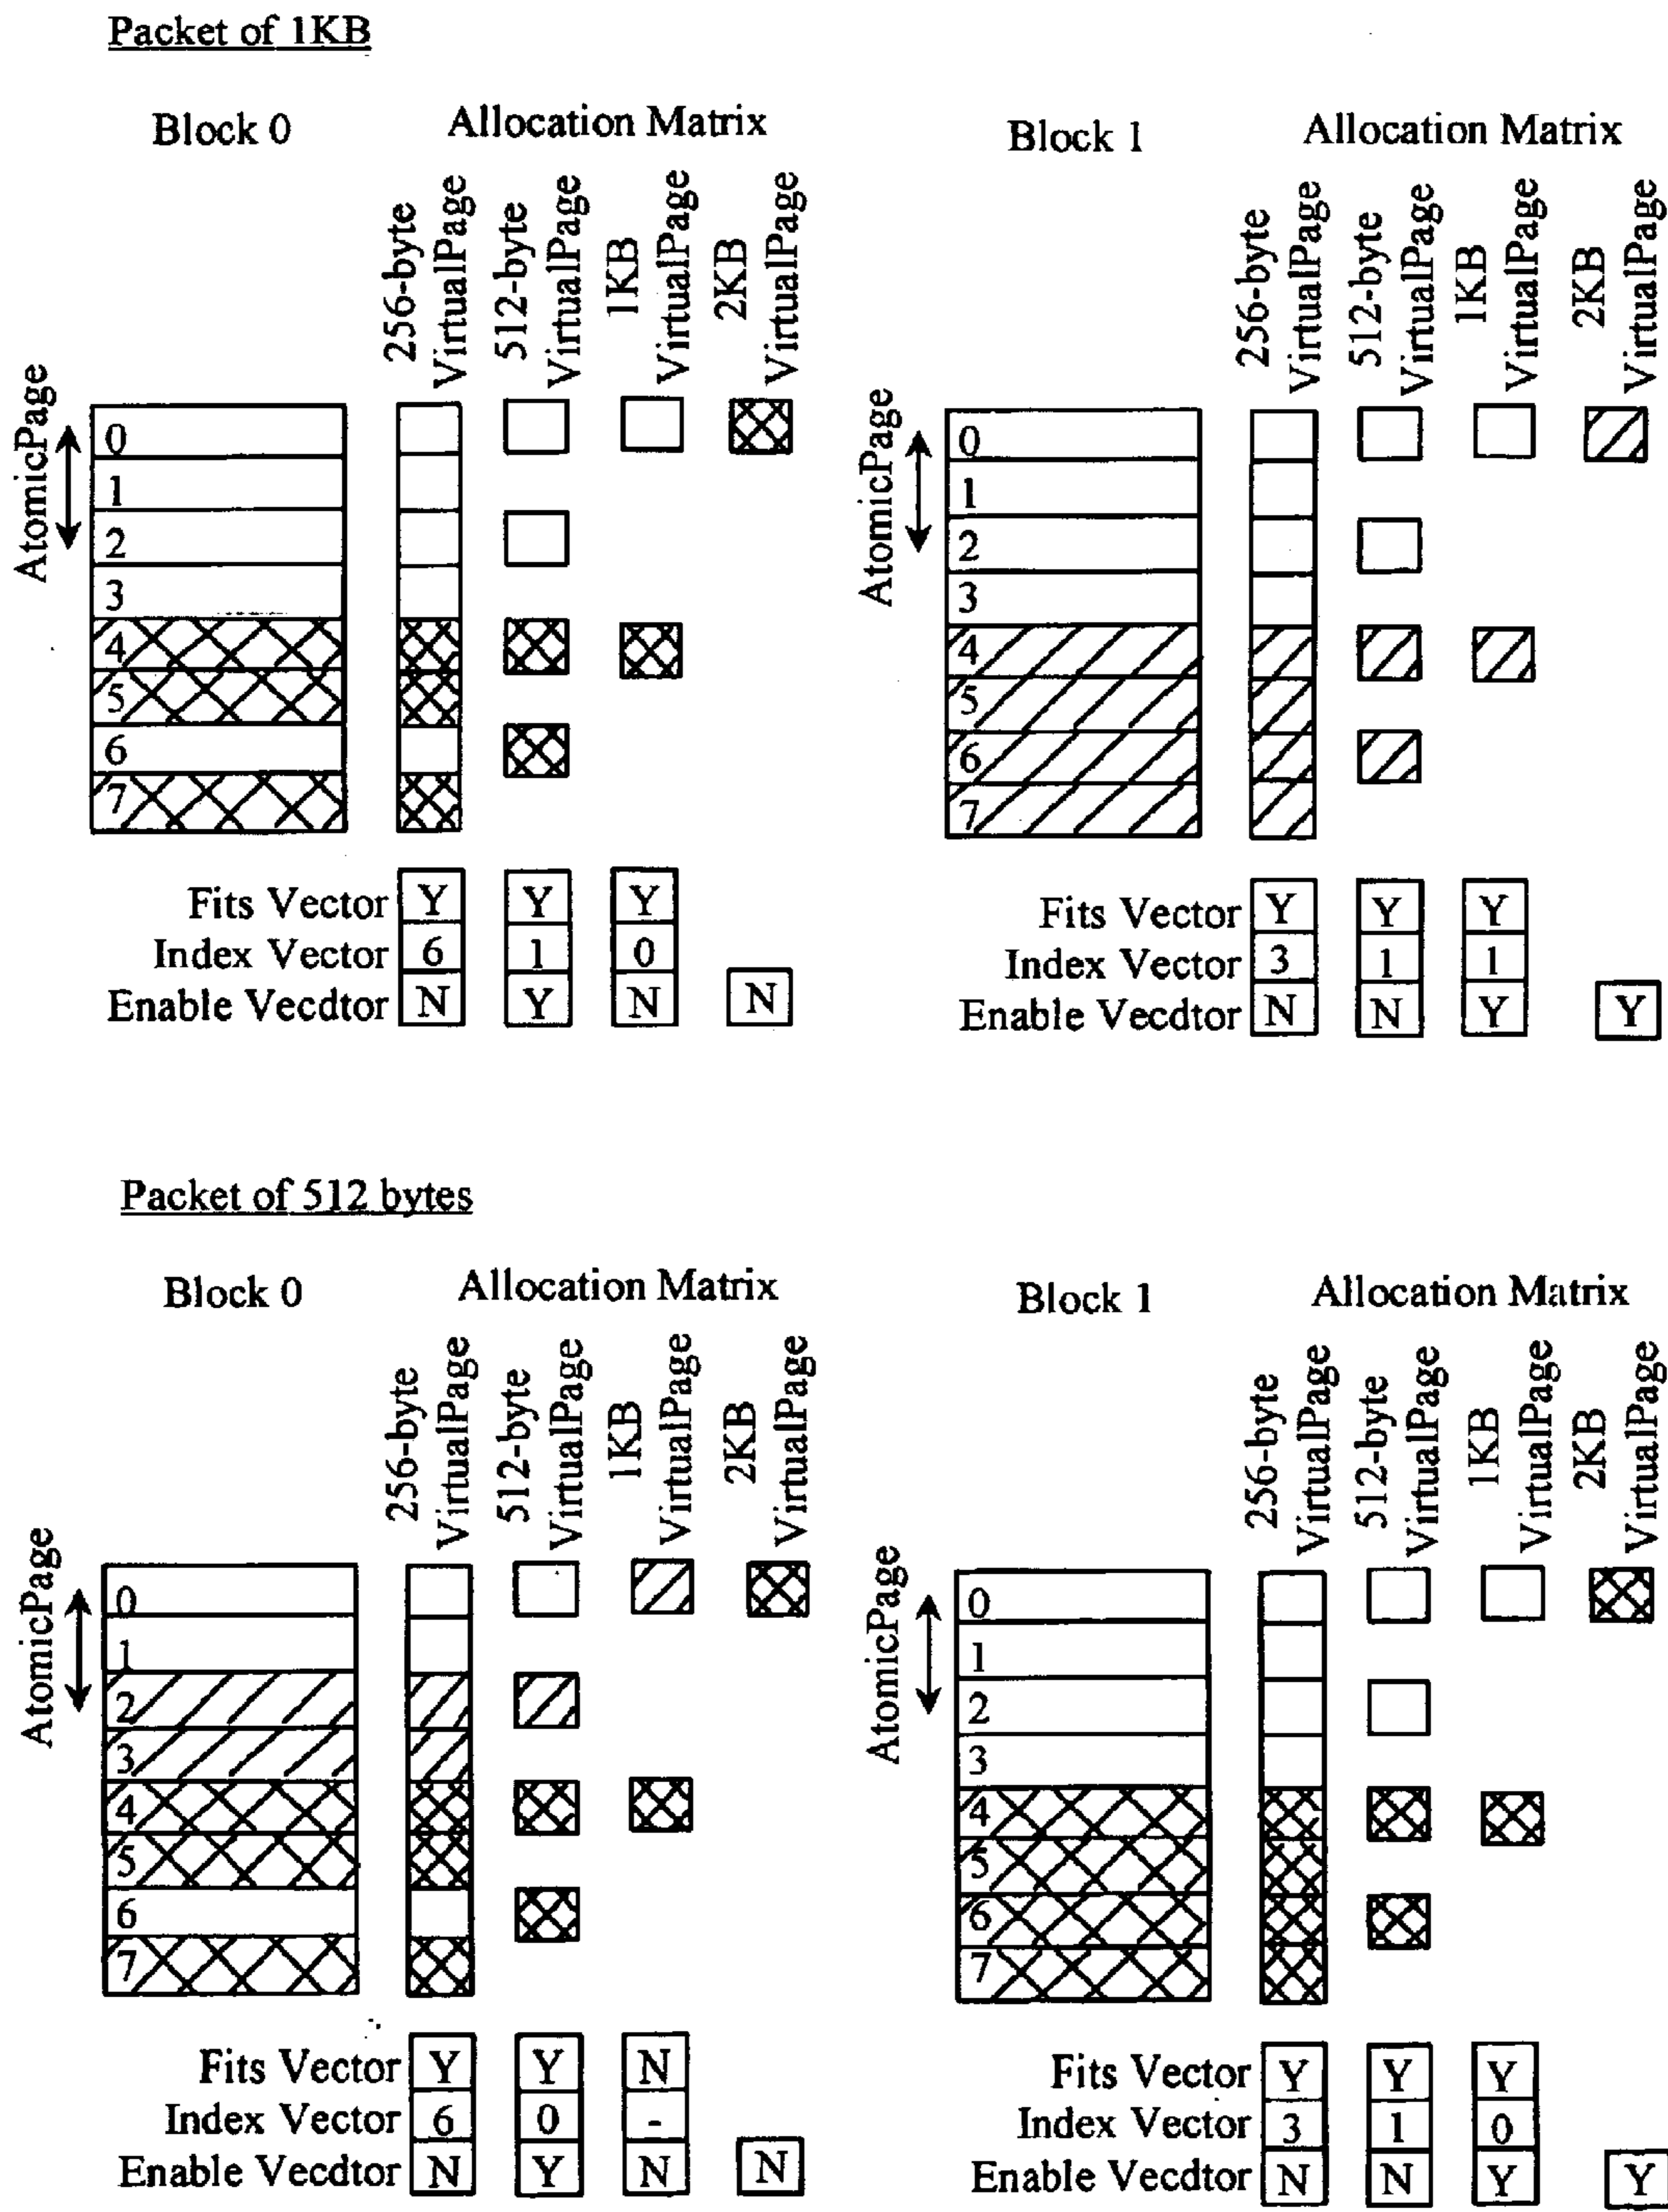 Packet of 1KB
Block 0
Allocation Matrix
256-byte
VirtualPage
512-byte
VirtualPage
1KB
VirtualPage
2KB
VirtualPage
AtomicPage
0
1
2
3
4
5
6
7
Fits Vector Y Y Y
Index Vector 6 1 0
Enable Vecdtor N Y N N
Block 1
Allocation Matrix
256-byte
VirtualPage
512-byte
VirtualPage
1KB
VirtualPage
2KB
VirtualPage
AtomicPage
0
1
2
3
4
5
6
7
Fits Vector Y Y Y
Index Vector 3 1 1
Enable Vecdtor N N Y Y
Packet of 512 bytes
Block 0
Allocation Matrix
256-byte
VirtualPage
512-byte
VirtualPage
1KB
VirtualPage
2KB
VirtualPage
AtomicPage
0
1
2
3
4
5
6
7
Fits Vector Y Y N
Index Vector 6 0 -
Enable Vecdtor N Y N N
Block 1
Allocation Matrix
256-byte
VirtualPage
512-byte
VirtualPage
1KB
VirtualPage
2KB
VirtualPage
AtomicPage
0
1
2
3
4
5
6
7
Fits Vector Y Y Y
Index Vector 3 1 0
Enable Vecdtor N N Y Y